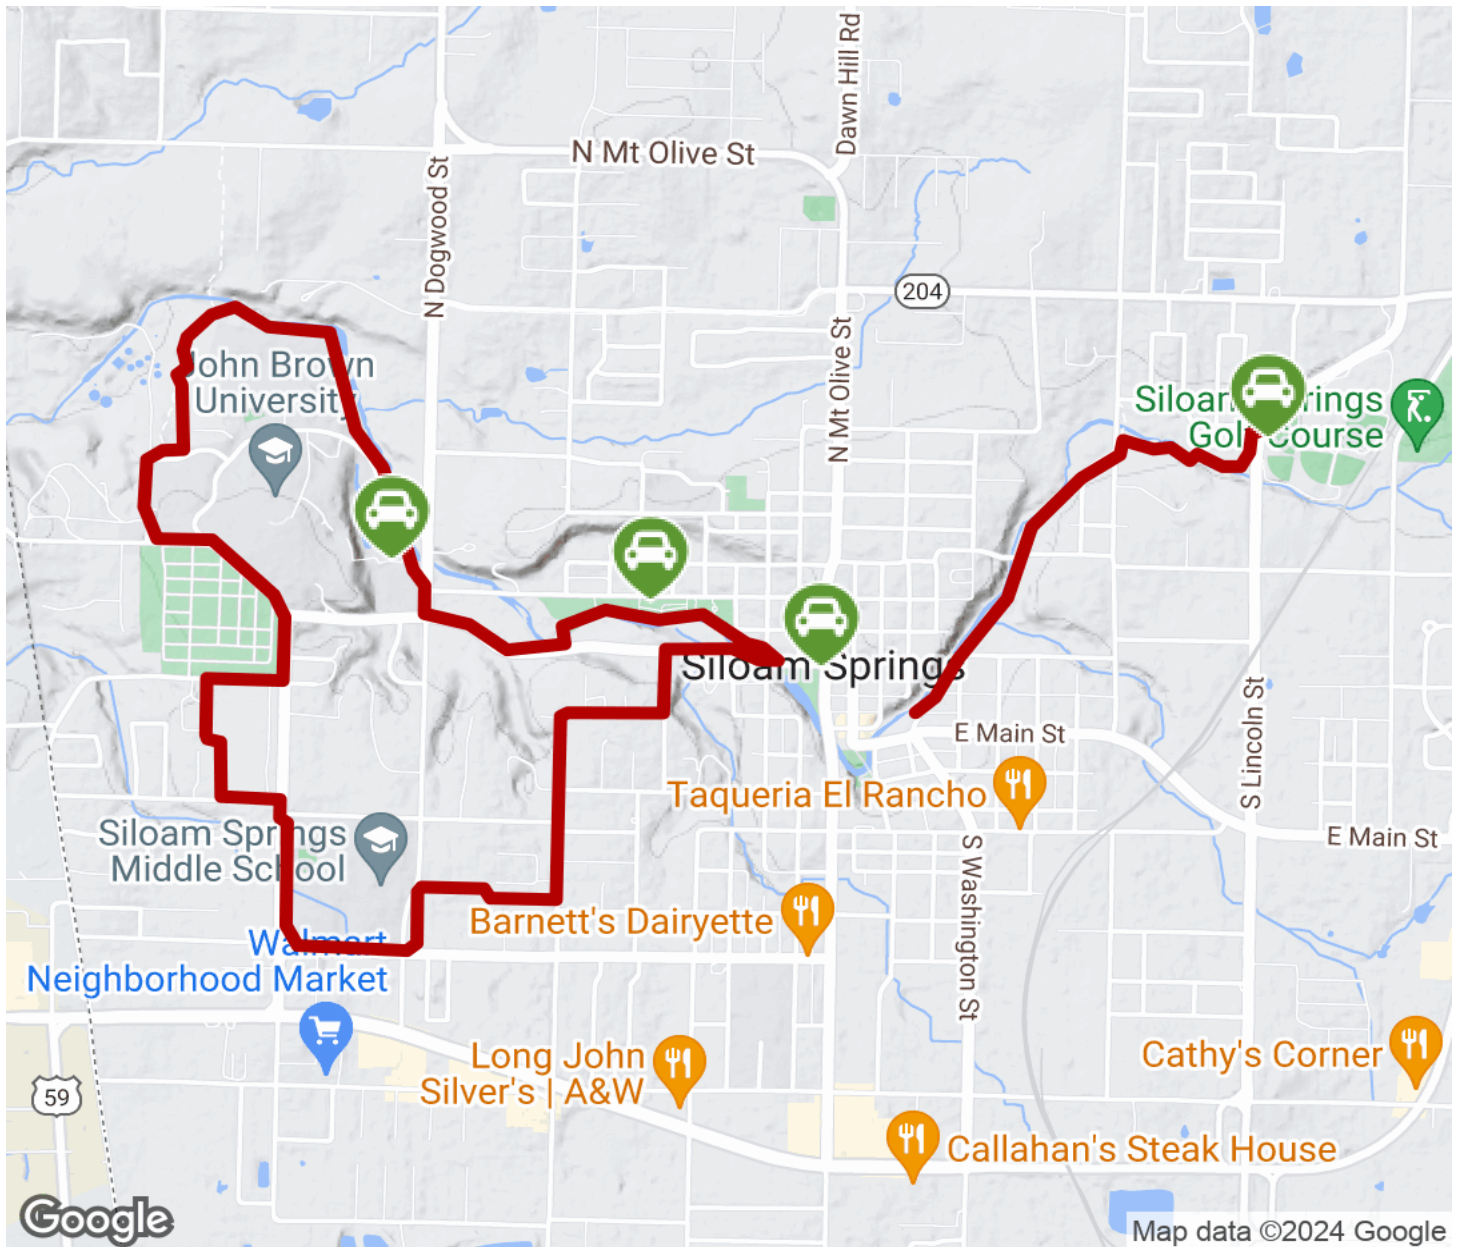 Dawn Hill Rd
N Mt Olive St
N Dogwood St
204
N Mt Olive St
John Brown
University
Siloam Springs
Golf Course
Siloam Springs
E Main St
S Lincoln St
Taqueria El Rancho
E Main St
Siloam Springs
Middle School
S Washington St
Barnett's Dairyette
Walmart
Neighborhood Market
Long John
Silver's | A&W
Cathy's Corner
59
Callahan's Steak House
Google
Map data ©2024 Google